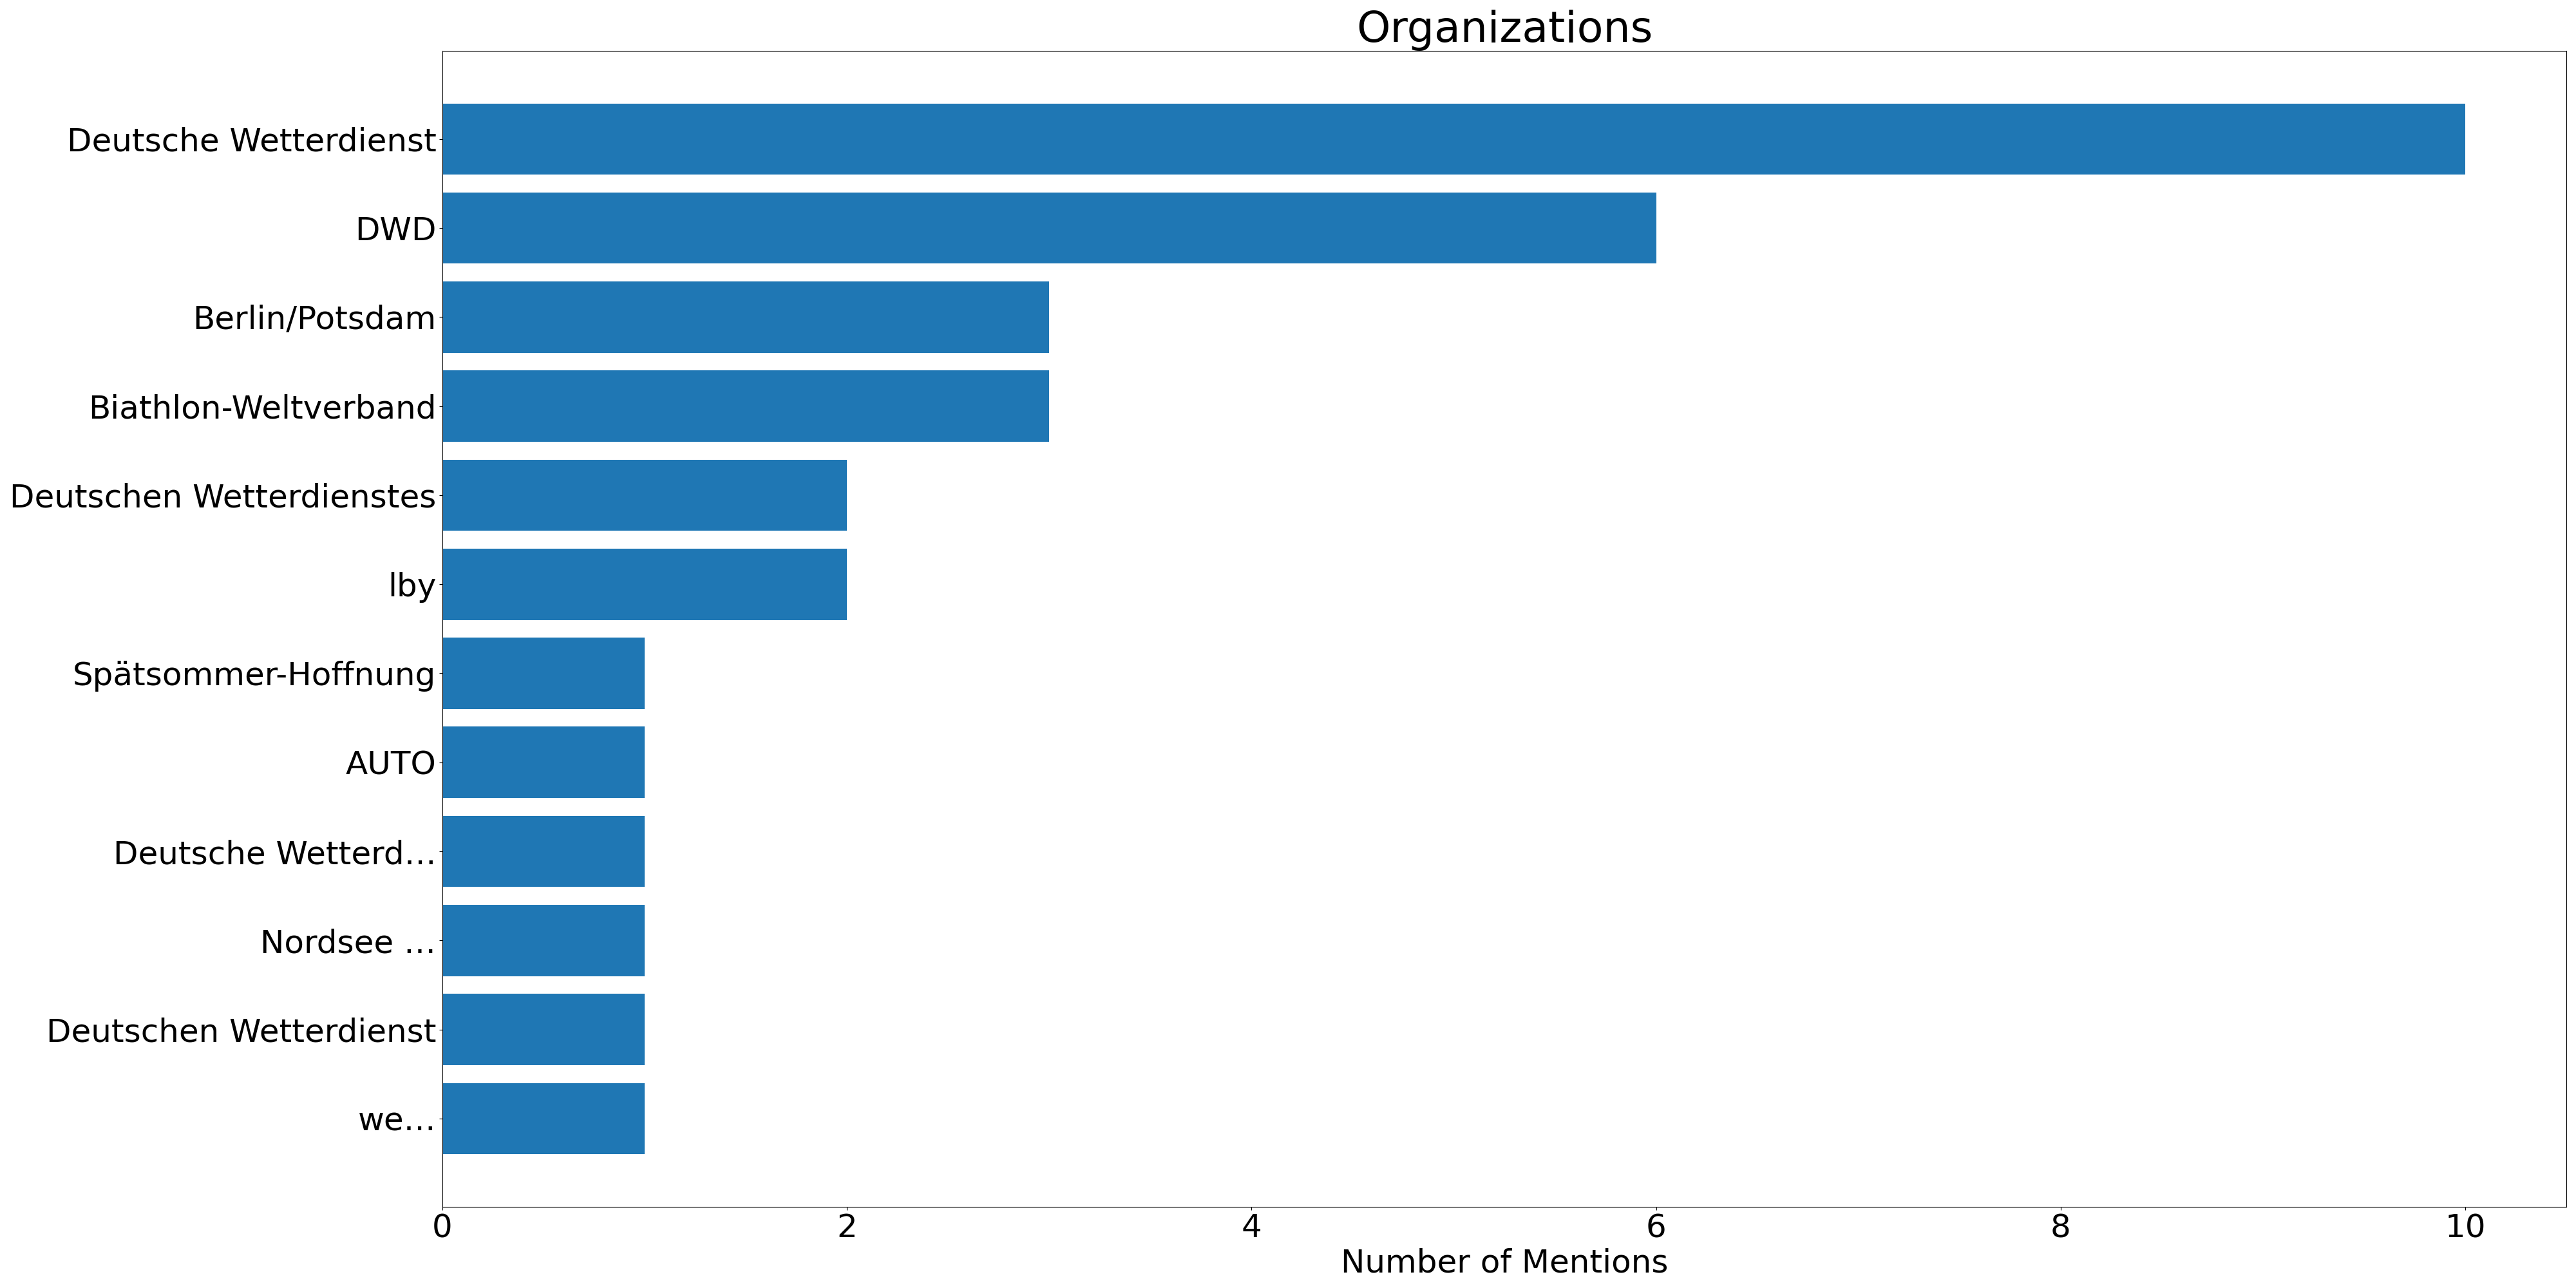 Organizations
Deutsche Wetterdienst
DWD
Berlin/Potsdam
Biathlon-Weltverband
Deutschen Wetterdienstes
lby
Spätsommer-Hoffnung
AUTO
Deutsche Wetterd…
Nordsee …
Deutschen Wetterdienst
we…
0 2 4 6 8 10
Number of Mentions